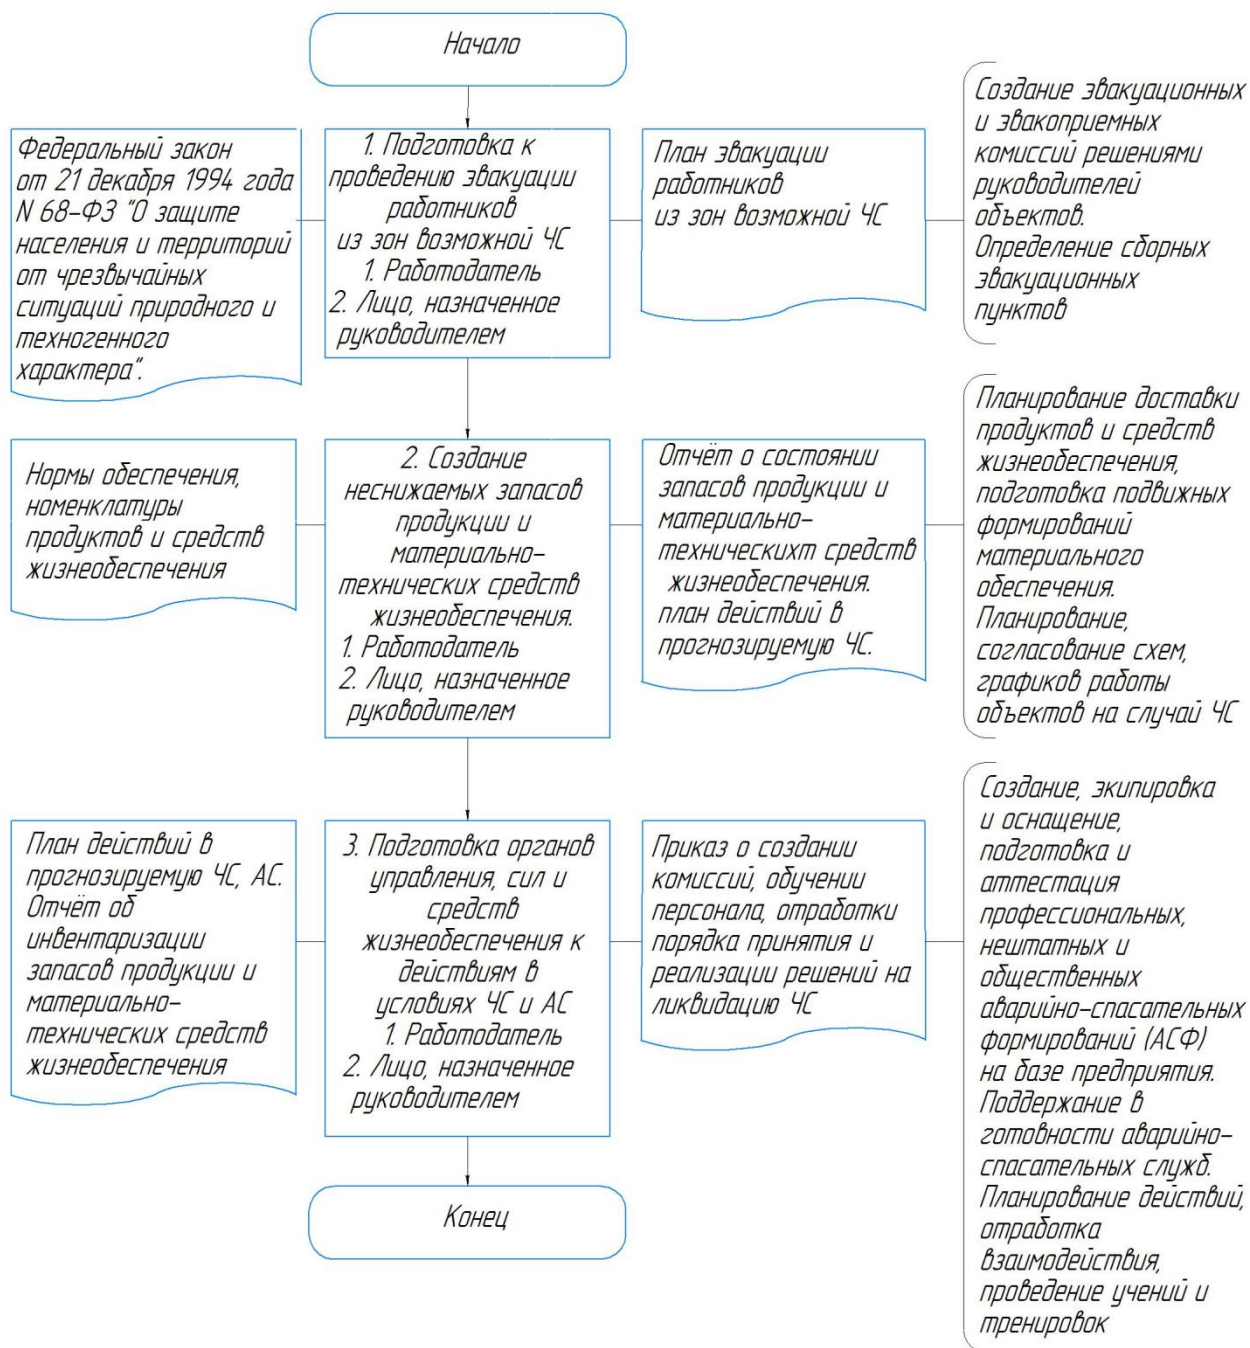 Начало
Федеральный закон
от 21 декабря 1994 года
N 68-ФЗ "О защите
населения и территорий
от чрезвычайных
ситуаций природного и
техногенного
характера".
1. Подготовка к
проведению эвакуации
работников
из зон возможной ЧС
1. Работодатель
2. Лицо, назначенное
руководителем
План эвакуации
работников
из зон возможной ЧС
Создание эвакуационных
и эвакоприемных
комиссий решениями
руководителей
объектов.
Определение сборных
эвакуационных
пунктов
Нормы обеспечения,
номенклатуры
продуктов и средств
жизнеобеспечения
2. Создание
неснижаемых запасов
продукции и
материально-
технических средств
жизнеобеспечения.
1. Работодатель
2. Лицо, назначенное
руководителем
Отчёт о состоянии
запасов продукции и
материально-
техническихт средств
жизнеобеспечения.
план действий в
прогнозируемую ЧС.
Планирование доставки
продуктов и средств
жизнеобеспечения,
подготовка подвижных
формирований
материального
обеспечения.
Планирование,
согласование схем,
графиков работы
объектов на случай ЧС
План действий в
прогнозируемую ЧС, АС.
Отчёт об
инвентаризации
запасов продукции и
материально-
технических средств
жизнеобеспечения
3. Подготовка органов
управления, сил и
средств
жизнеобеспечения к
действиям в
условиях ЧС и АС
1. Работодатель
2. Лицо, назначенное
руководителем
Приказ о создании
комиссий, обучении
персонала, отработки
порядка принятия и
реализации решений на
ликвидацию ЧС
Создание, экипировка
и оснащение,
подготовка и
аттестация
профессиональных,
нештатных и
общественных
аварийно-спасательных
формирований (АСФ)
на базе предприятия.
Поддержание в
готовности аварийно-
спасательных служб.
Планирование действий,
отработка
взаимодействия,
проведение учений и
тренировок
Конец